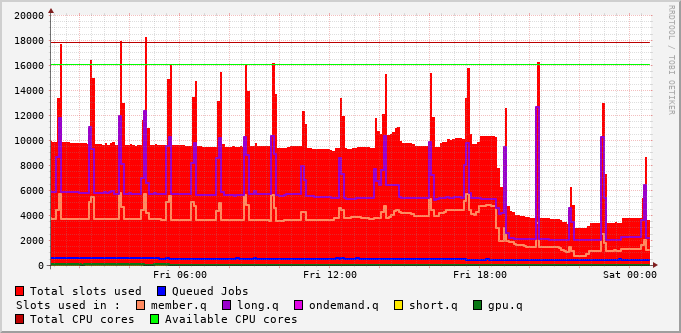 20000
18000
16000
14000
12000
10000
8000
6000
4000
2000
0
Fri 06:00 Fri 12:00 Fri 18:00 Sat 00:00
RRDTOOL / TOBI OETIKER
Total slots used Queued Jobs
Slots used in : member.q long.q ondemand.q short.q gpu.q
Total CPU cores Available CPU cores